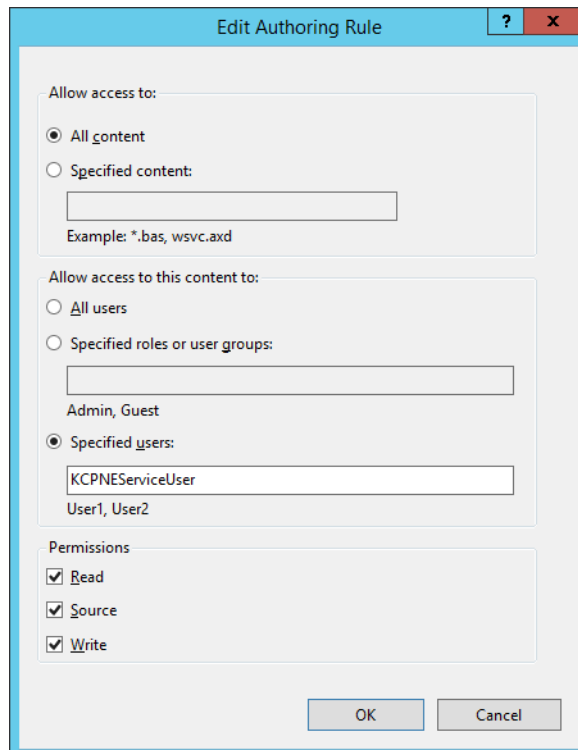 Edit Authoring Rule
?
x
Allow access to:
All content
Specified content:
Example: *.bas, wsvc.axd
Allow access to this content to:
All users
Specified roles or user groups:
Admin, Guest
Specified users:
KCPNEServiceUser
User1, User2
Permissions
Read
Source
Write
OK
Cancel